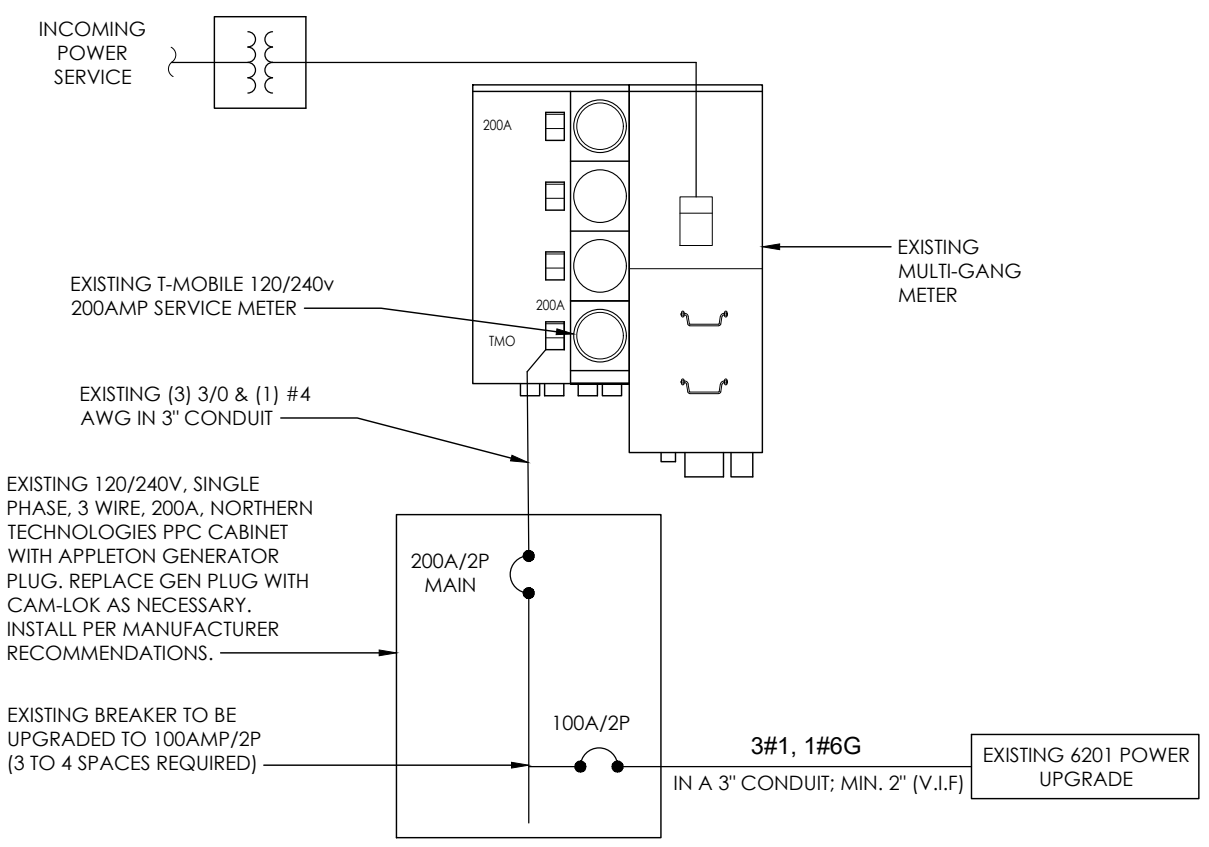 INCOMING
POWER
SERVICE
200A
EXISTING
MULTI-GANG
METER
EXISTING T-MOBILE 120/240v
200AMP SERVICE METER
200A
TMO
EXISTING (3) 3/0 & (1) #4
AWG IN 3" CONDUIT
EXISTING 120/240V, SINGLE
PHASE, 3 WIRE, 200A, NORTHERN
TECHNOLOGIES PPC CABINET
WITH APPLETON GENERATOR
PLUG. REPLACE GEN PLUG WITH
CAM-LOK AS NECESSARY.
INSTALL PER MANUFACTURER
RECOMMENDATIONS.
200A/2P
MAIN
EXISTING BREAKER TO BE
UPGRADED TO 100AMP/2P
(3 TO 4 SPACES REQUIRED)
100A/2P
3#1, 1#6G
IN A 3" CONDUIT; MIN. 2" (V.I.F)
EXISTING 6201 POWER
UPGRADE